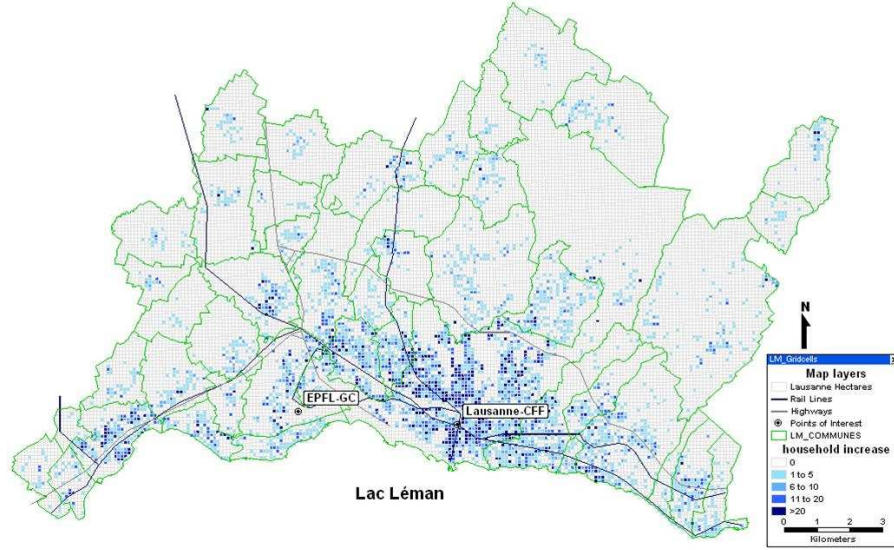 EPFL-GC
Lausanne-CFF
Lac Léman
N
LM_Gridcells
Map layers
Lausanne Hectares
Rail Lines
Highways
Points of Interest
LM_COMMUNES
household increase
0
1 to 5
6 to 10
11 to 20
>20
0 1 2 3
Kilometers